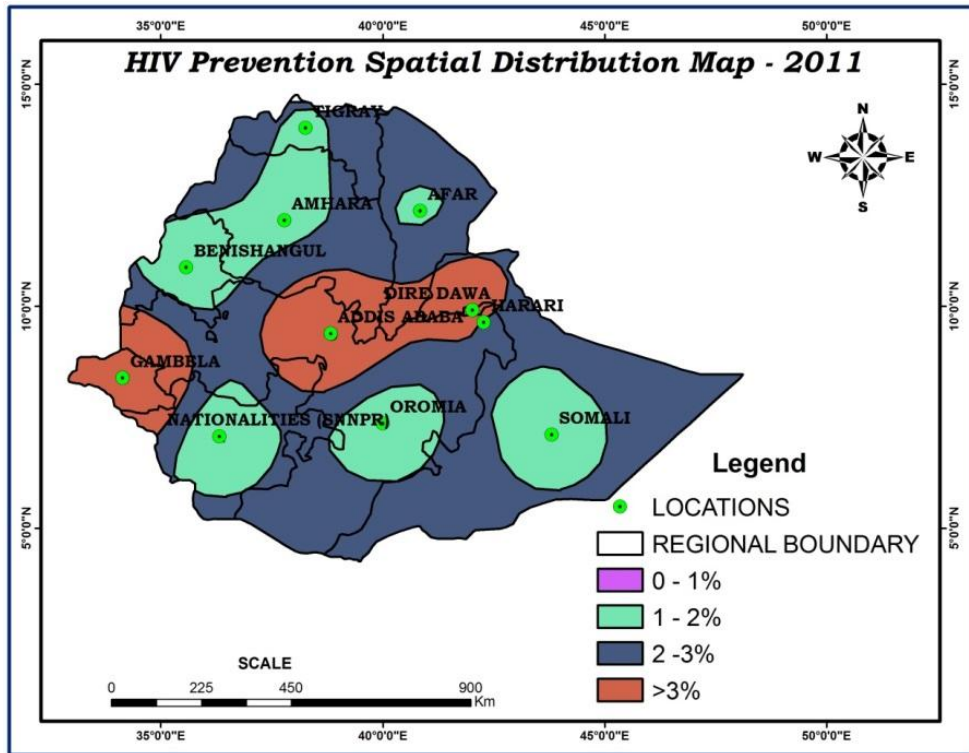 35°0'0"E 40°0'0"E 45°0'0"E 50°0'0"E
HIV Prevention Spatial Distribution Map - 2011
15°0'0"N 15°0'0"N
N
W E
S
TIGRAY
AFAR
AMHARA
BENISHANGUL
10°0'0"N 10°0'0"N
DIRE DAWA
HARARI
ADDIS ABABA
GAMBELA
OROMIA
NATIONALITIES (SNNPR)
SOMALI
5°0'0"N 5°0'0"N
Legend
LOCATIONS
REGIONAL BOUNDARY
0 - 1%
1 - 2%
2 -3%
>3%
SCALE
0 225 450 900
Km
35°0'0"E 40°0'0"E 45°0'0"E 50°0'0"E